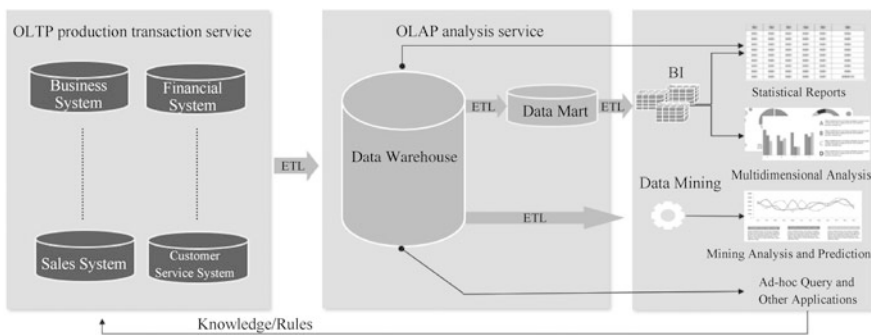 OLTP production transaction service
Business
System
Financial
System
Sales System
Customer
Service System
ETL
OLAP analysis service
Data Warehouse
ETL
Data Mart
ETL
ETL
BI
Statistical Reports
Multidimensional Analysis
Data Mining
Mining Analysis and Prediction
Ad-hoc Query and
Other Applications
Knowledge/Rules